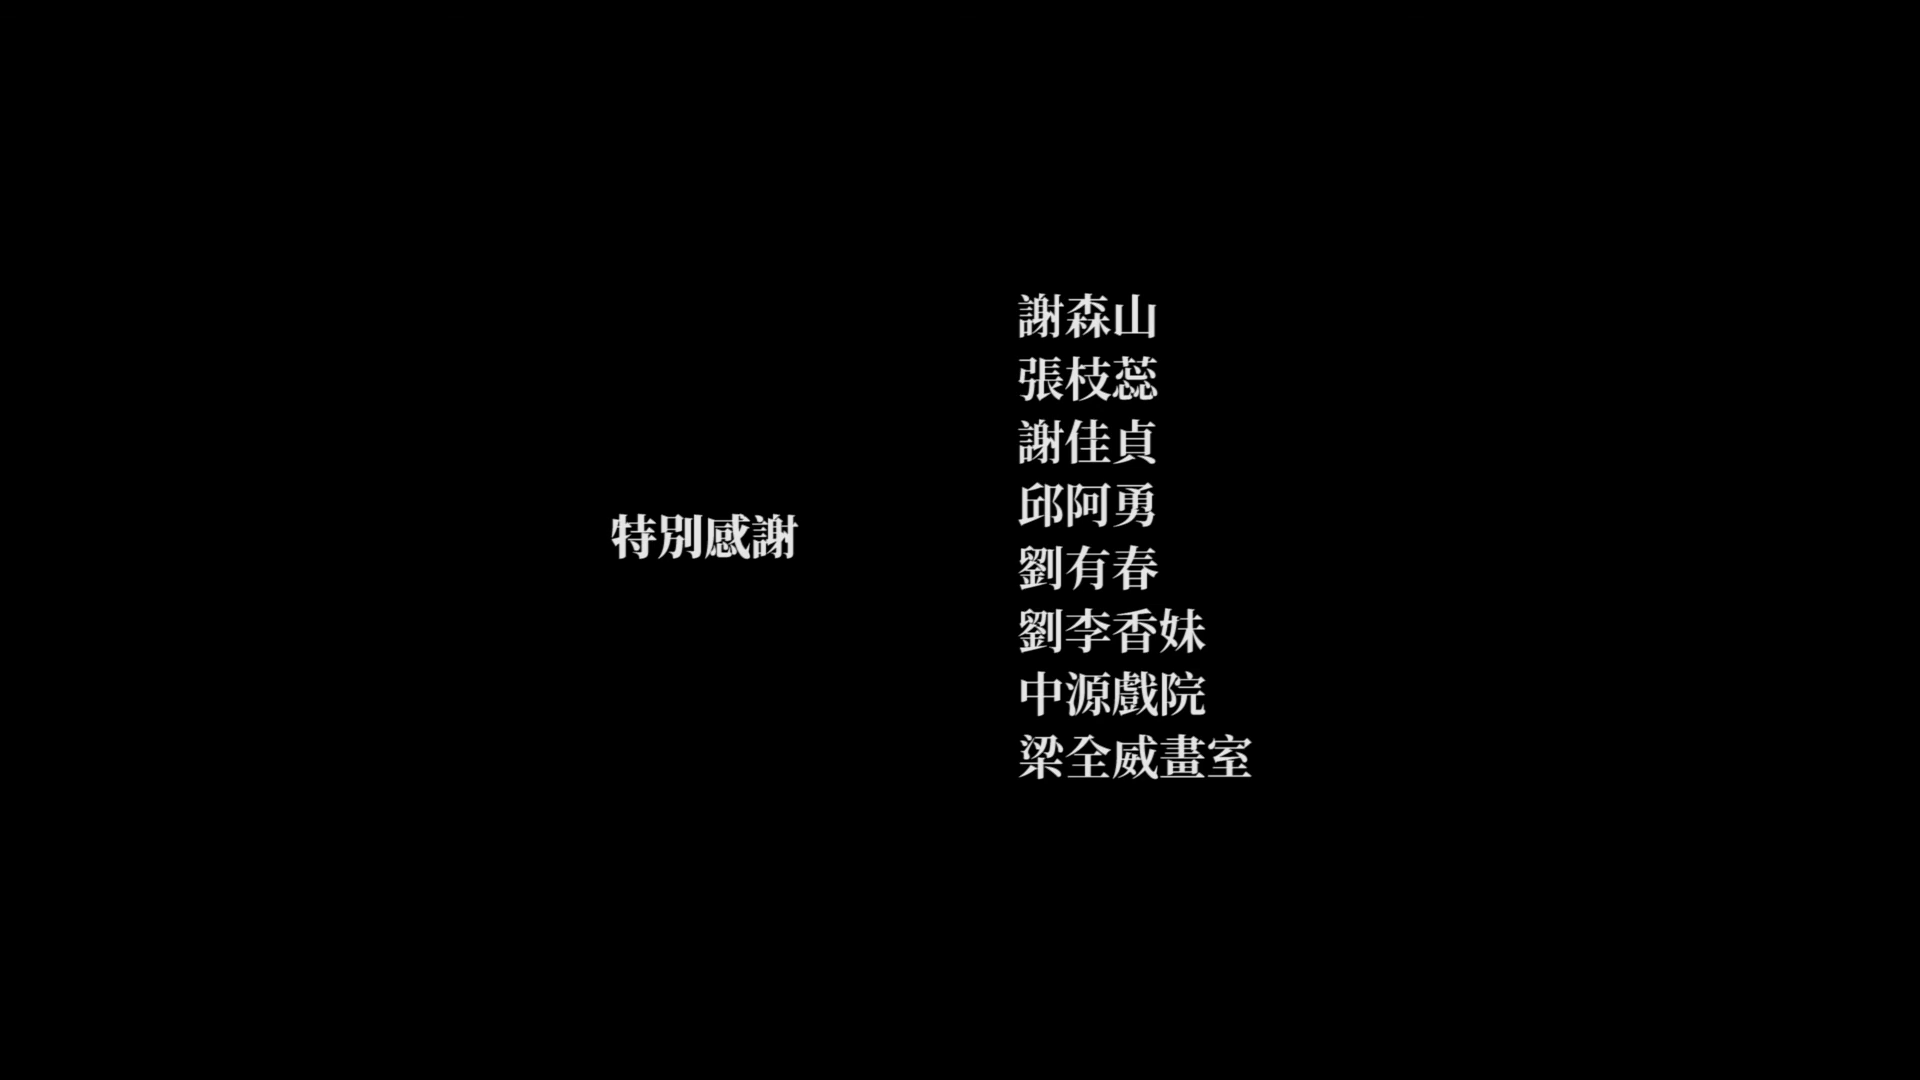 特別感謝
謝森山
張枝蕊
謝佳貞
邱阿勇
劉有春
劉李香妹
中源戲院
梁全威畫室